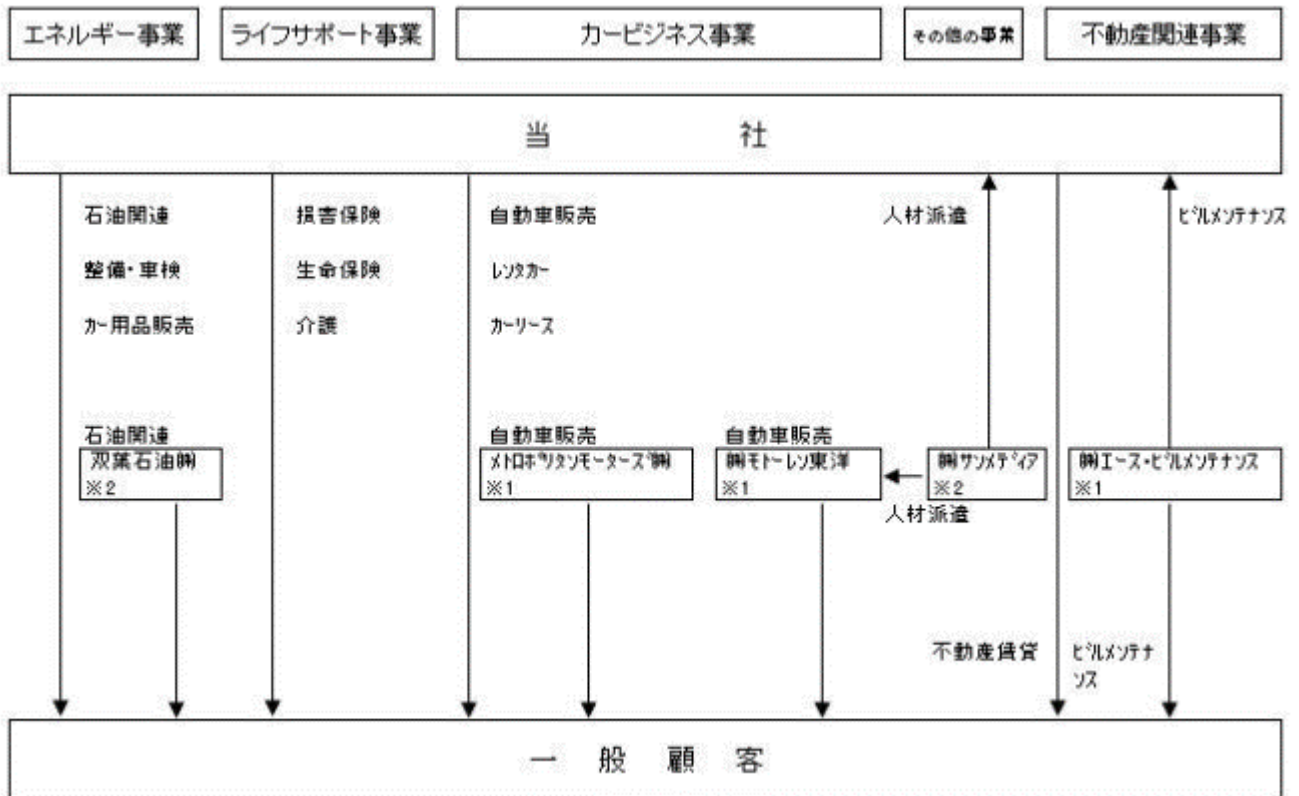 エネルギー事業
ライフサポート事業
カービジネス事業
その他の事業
不動産関連事業
当社
石油関連
整備・車検
カー用品販売
損害保険
生命保険
介護
自動車販売
レンタカー
カーリース
人材派遣
ビルメンテナンス
石油関連
双葉石油㈱
※2
自動車販売
メトロポリタンモーターズ㈱
※1
自動車販売
㈱モトーレン東洋
※1
㈱サンメディア
※2
人材派遣
㈱エース・ビルメンテナンス
※1
不動産賃貸
ビルメンテナ
ンス
一般顧客